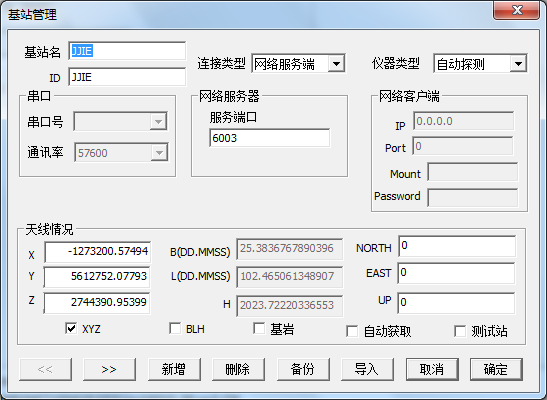 基站管理
基站名 JJIE
ID JJIE
连接类型 网络服务端
仪器类型 自动探测
串口
串口号
通讯率 57600
网络服务器
服务端口
6003
网络客户端
IP 0.0.0.0
Port 0
Mount
Password
天线情况
X -1273200.57494
Y 5612752.07793
Z 2744390.95399
B(DD.MMSS) 25.3836767890396
L(DD.MMSS) 102.465061348907
H 2023.72220336553
NORTH 0
EAST 0
UP 0
XYZ
BLH
基岩
自动获取
测试站
<<
>>
新增
删除
备份
导入
取消
确定